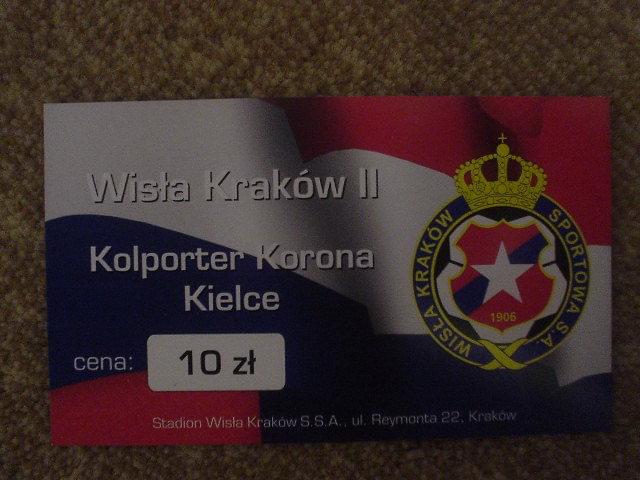 Wisła Kraków II
Kolporter Korona
Kielce
cena: 10 zł
WISŁA KRAKÓW SPORTOWA S.A.
1906
Stadion Wisła Kraków S.S.A., ul. Reymonta 22, Kraków